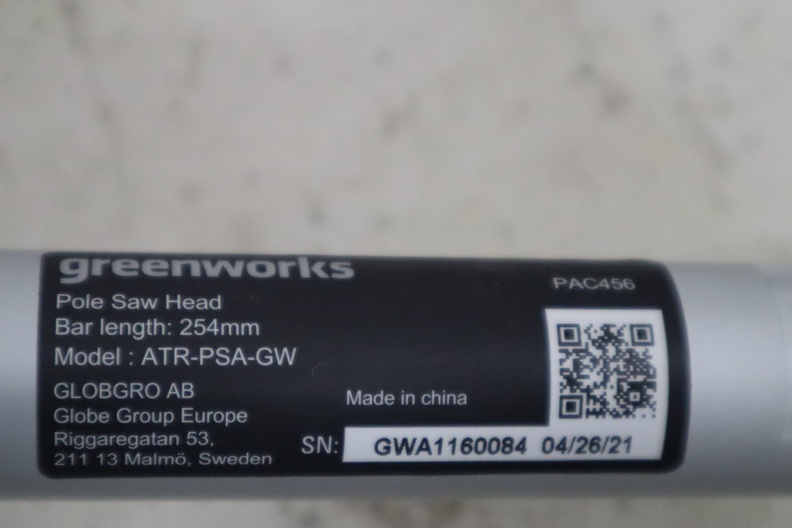 greenworks
PAC456
Pole Saw Head
Bar length: 254mm
Model : ATR-PSA-GW
GLOBGRO AB
Globe Group Europe
Riggaregatan 53,
211 13 Malmö, Sweden
Made in china
SN: GWA1160084 04/26/21